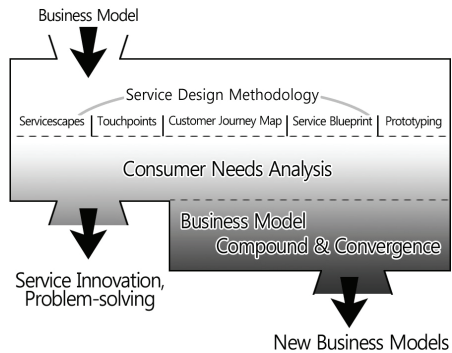 Business Model
Service Design Methodology
Servicescapes Touchpoints Customer Journey Map Service Blueprint Prototyping
Consumer Needs Analysis
Business Model
Compound & Convergence
Service Innovation,
Problem-solving
New Business Models